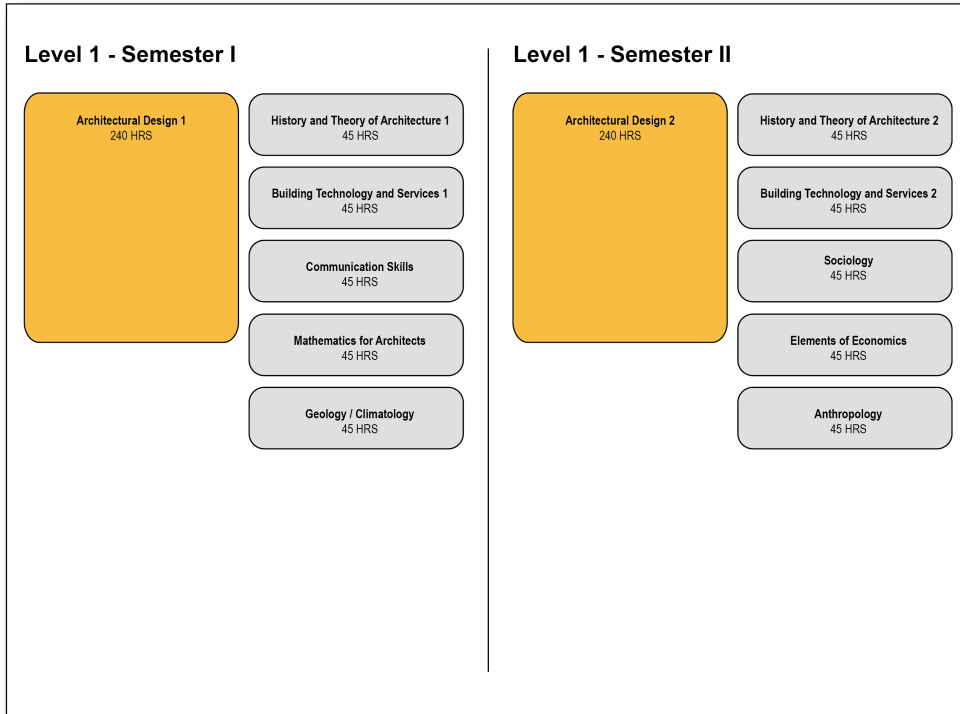 Level 1 - Semester I
Architectural Design 1
240 HRS
History and Theory of Architecture 1
45 HRS
Building Technology and Services 1
45 HRS
Communication Skills
45 HRS
Mathematics for Architects
45 HRS
Geology / Climatology
45 HRS
Level 1 - Semester II
Architectural Design 2
240 HRS
History and Theory of Architecture 2
45 HRS
Building Technology and Services 2
45 HRS
Sociology
45 HRS
Elements of Economics
45 HRS
Anthropology
45 HRS